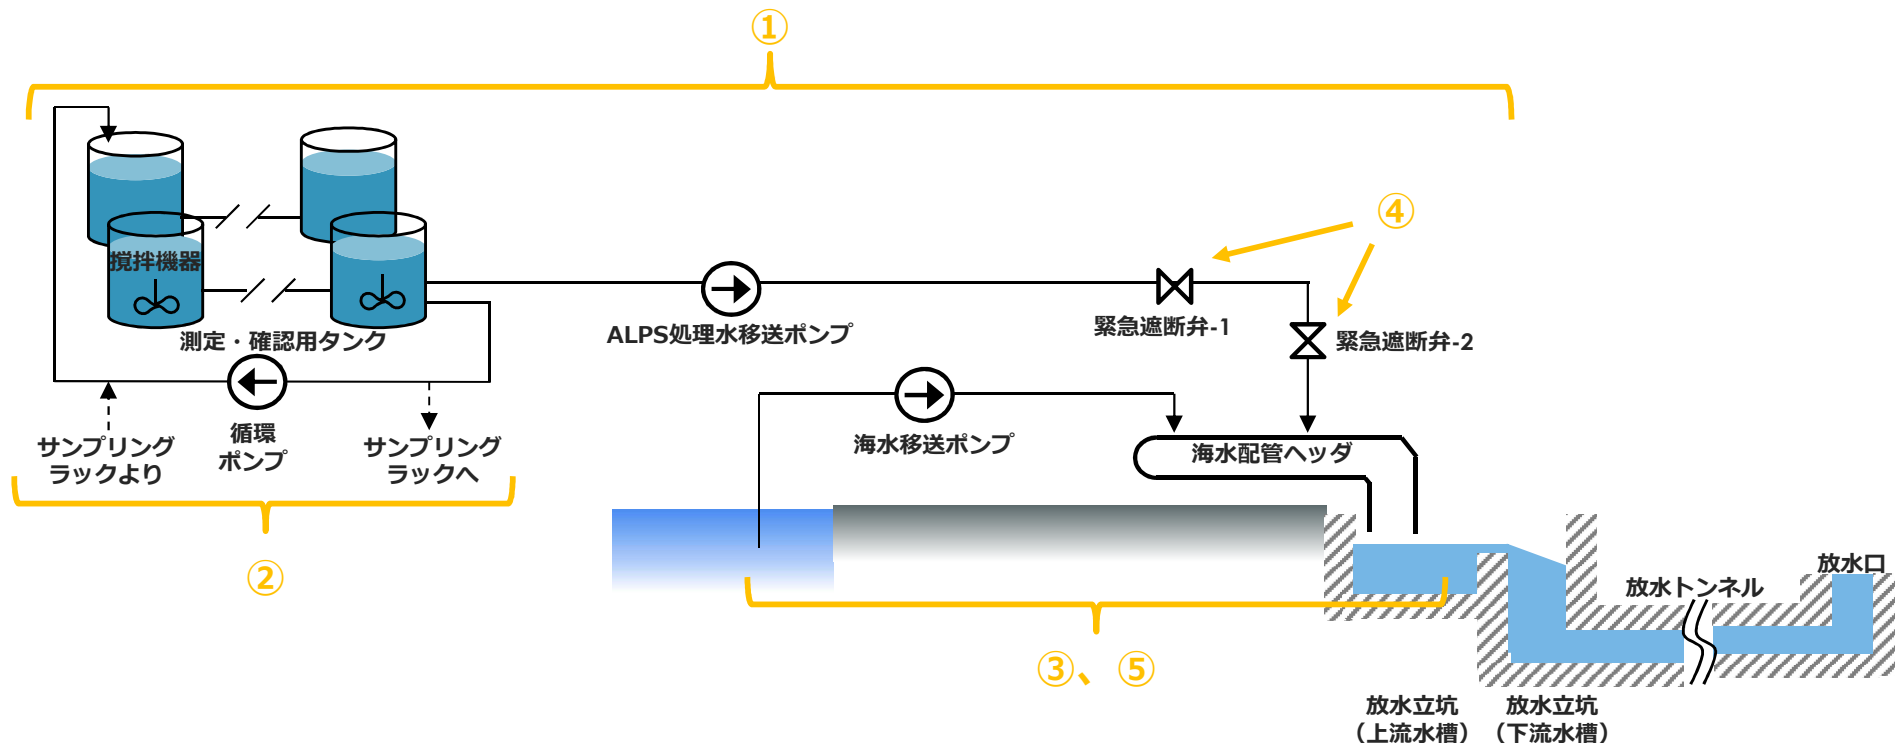 ①
④
撹拌機器
測定・確認用タンク
ALPS処理水移送ポンプ
緊急遮断弁-1
緊急遮断弁-2
サンプリング
ラックより
循環
ポンプ
サンプリング
ラックへ
海水移送ポンプ
海水配管ヘッダ
②
③、⑤
放水トンネル
放水口
放水立坑
（上流水槽）
放水立坑
（下流水槽）